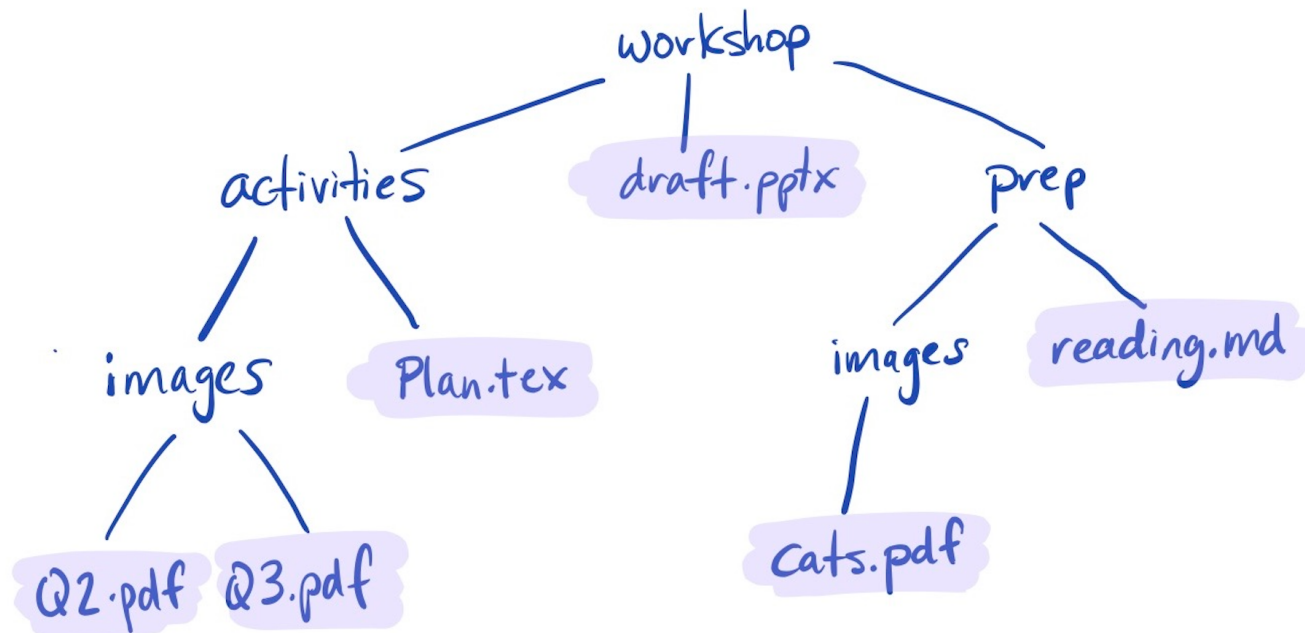 workshop
activities draft.pptx prep
images Plan.tex images reading.md
Q2.pdf Q3.pdf Cats.pdf